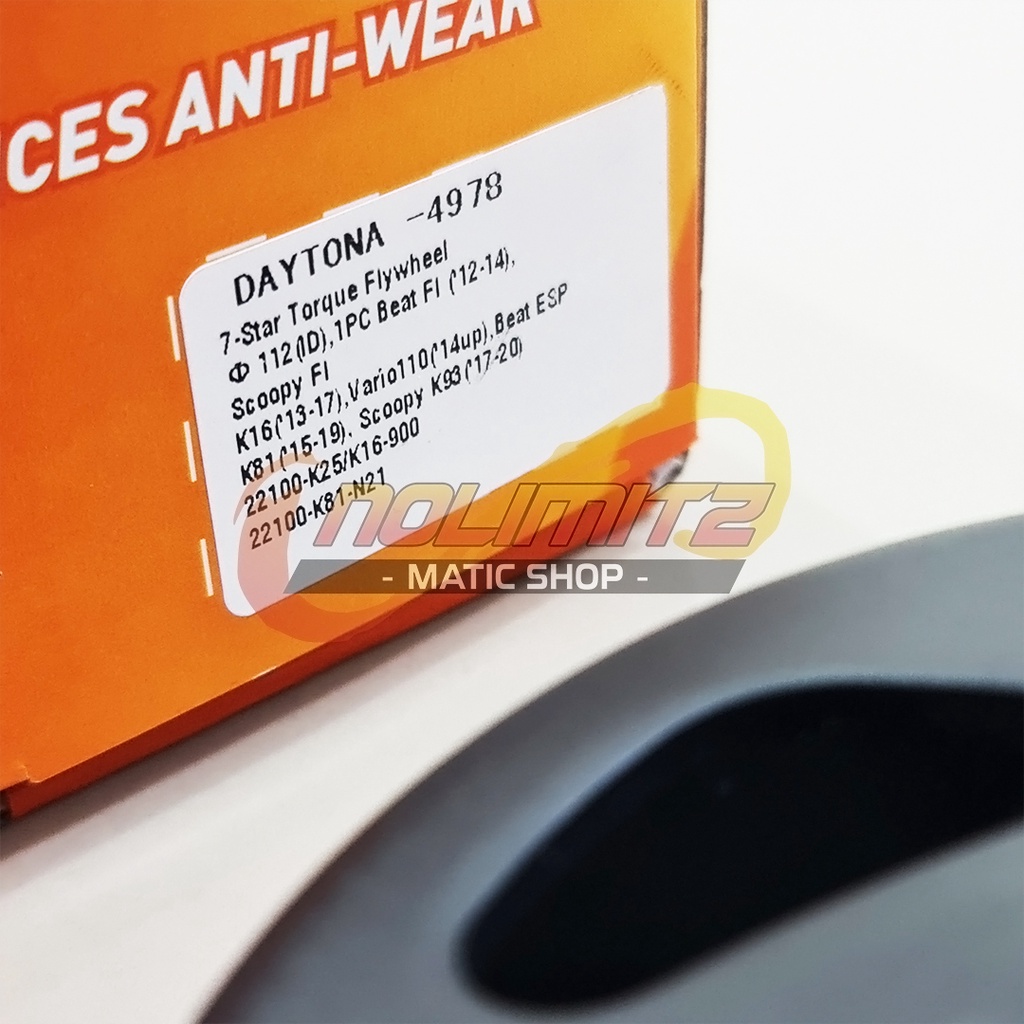 CES ANTI-WEAR
DAYTONA -4978
7-Star Torque Flywheel
Φ 112(ID),1PC Beat FI ('12-14),
Scoopy FI
K16('13-17),Vario110('14up),Beat ESP
K81('15-19), Scoopy K93('17-20)
22100-K25/K16-900
22100-K81-N21
NOLIMITZ
- MATIC SHOP -